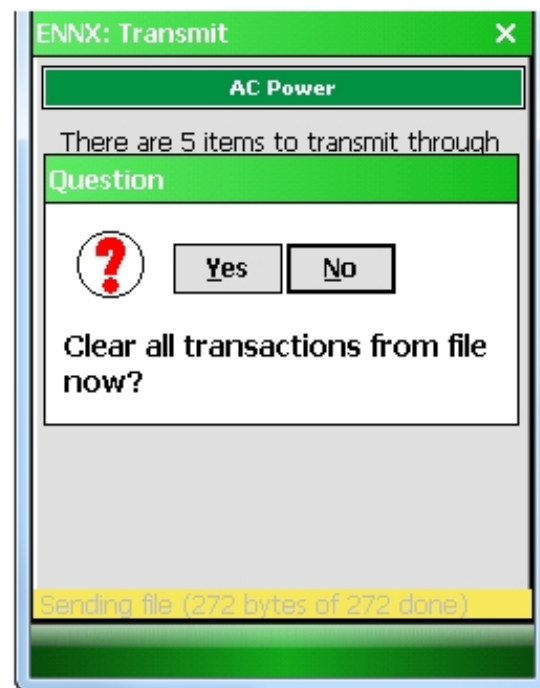 ENNX: Transmit ×
AC Power
There are 5 items to transmit through
Question
?
Yes No
Clear all transactions from file
now?
Sending file (272 bytes of 272 done)